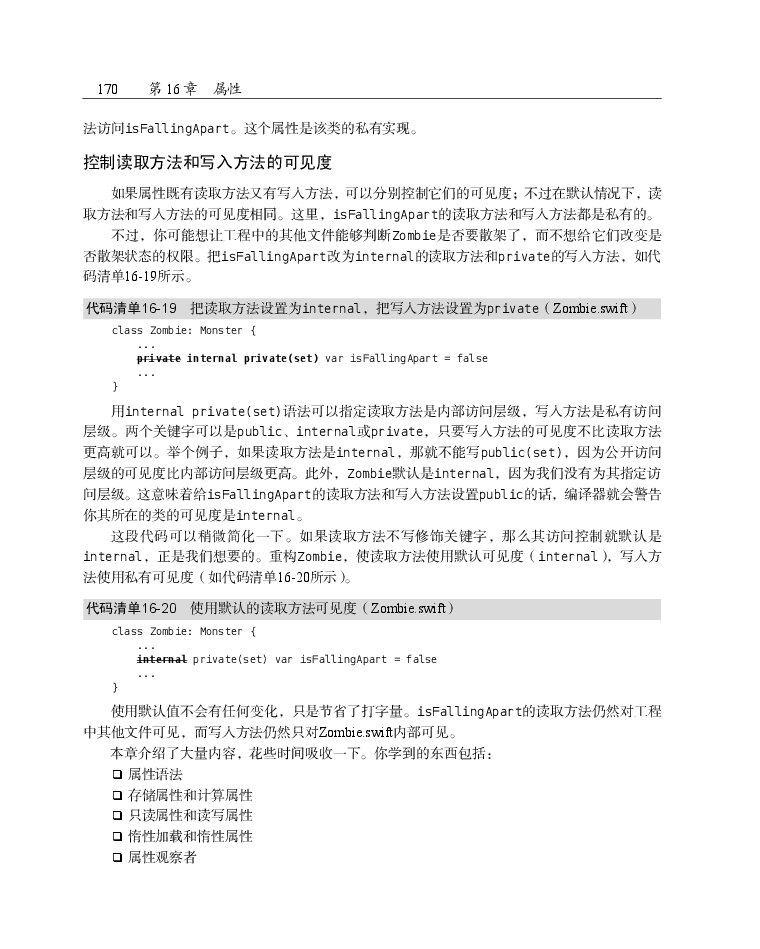 170 第 16 章 属性
法访问isFallingApart。这个属性是该类的私有实现。
控制读取方法和写入方法的可见度
如果属性既有读取方法又有写入方法，可以分别控制它们的可见度；不过在默认情况下，读
取方法和写入方法的可见度相同。这里，isFallingApart的读取方法和写入方法都是私有的。
不过，你可能想让工程中的其他文件能够判断Zombie是否要散架了，而不想给它们改变是
否散架状态的权限。把isFallingApart改为internal的读取方法和private的写入方法，如代
码清单16-19所示。
代码清单16-19 把读取方法设置为internal，把写入方法设置为private（Zombie.swift）
class Zombie: Monster {
...
private internal private(set) var isFallingApart = false
...
}
用internal private(set)语法可以指定读取方法是内部访问层级，写入方法是私有访问
层级。两个关键字可以是public、internal或private，只要写入方法的可见度不比读取方法
更高就可以。举个例子，如果读取方法是internal，那就不能写public(set)，因为公开访问
层级的可见度比内部访问层级更高。此外，Zombie默认是internal，因为我们没有为其指定访
问层级。这意味着给isFallingApart的读取方法和写入方法设置public的话，编译器就会警告
你其所在的类的可见度是internal。
这段代码可以稍微简化一下。如果读取方法不写修饰关键字，那么其访问控制就默认是
internal，正是我们想要的。重构Zombie，使读取方法使用默认可见度（internal），写入方
法使用私有可见度（如代码清单16-20所示）。
代码清单16-20 使用默认的读取方法可见度（Zombie.swift）
class Zombie: Monster {
...
internal private(set) var isFallingApart = false
...
}
使用默认值不会有任何变化，只是节省了打字量。isFallingApart的读取方法仍然对工程
中其他文件可见，而写入方法仍然只对Zombie.swift内部可见。
本章介绍了大量内容，花些时间吸收一下。你学到的东西包括：
❏ 属性语法
❏ 存储属性和计算属性
❏ 只读属性和读写属性
❏ 惰性加载和惰性属性
❏ 属性观察者